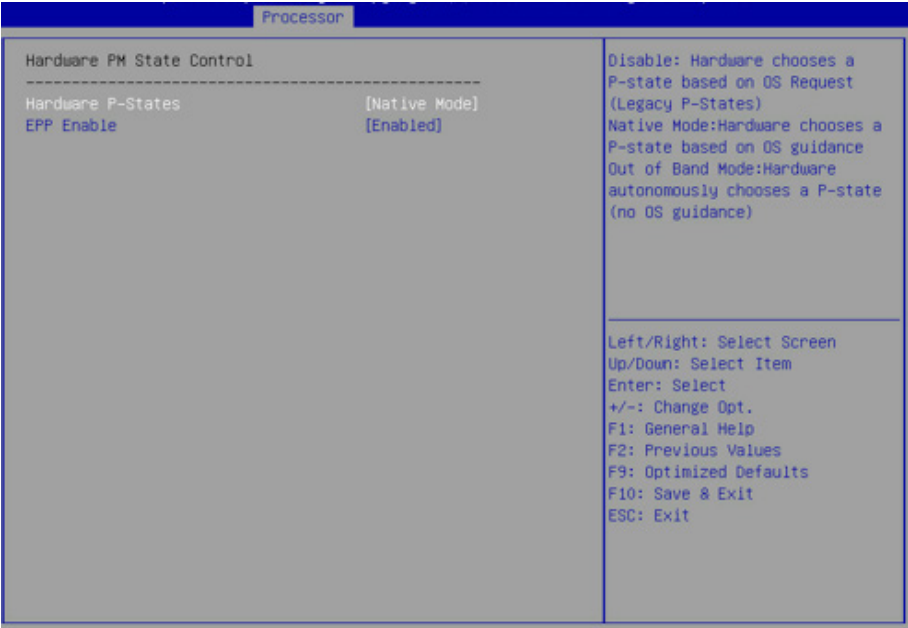 Processor
Hardware PM State Control
--------------------------------------------------
Hardware P-States [Native Mode]
EPP Enable [Enabled]
Disable: Hardware chooses a
P-state based on OS Request
(Legacy P-States)
Native Mode:Hardware chooses a
P-state based on OS guidance
Out of Band Mode:Hardware
autonomously chooses a P-state
(no OS guidance)
Left/Right: Select Screen
Up/Down: Select Item
Enter: Select
+/-: Change Opt.
F1: General Help
F2: Previous Values
F9: Optimized Defaults
F10: Save & Exit
ESC: Exit